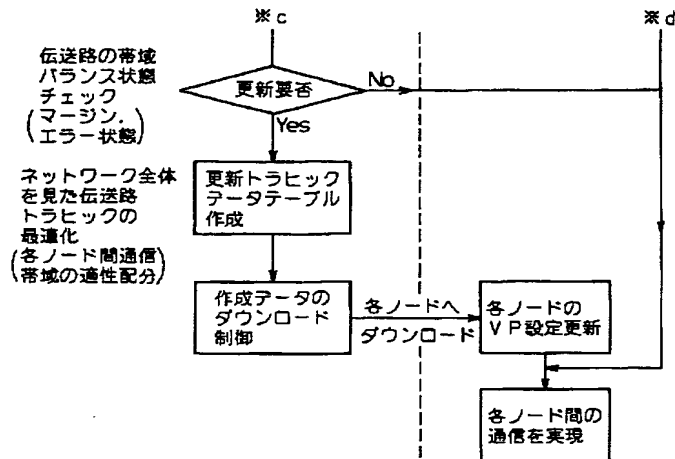 ※c
※d
伝送路の帯域
バランス状態
チェック
(マージン,
エラー状態)
更新要否
No
Yes
ネットワーク全体
を見た伝送路
トラヒックの
最適化
(各ノード間通信
帯域の適性配分)
更新トラヒック
データテーブル
作成
作成データの
ダウンロード
制御
各ノードへ
ダウンロード
各ノードの
VP設定更新
各ノード間の
通信を実現